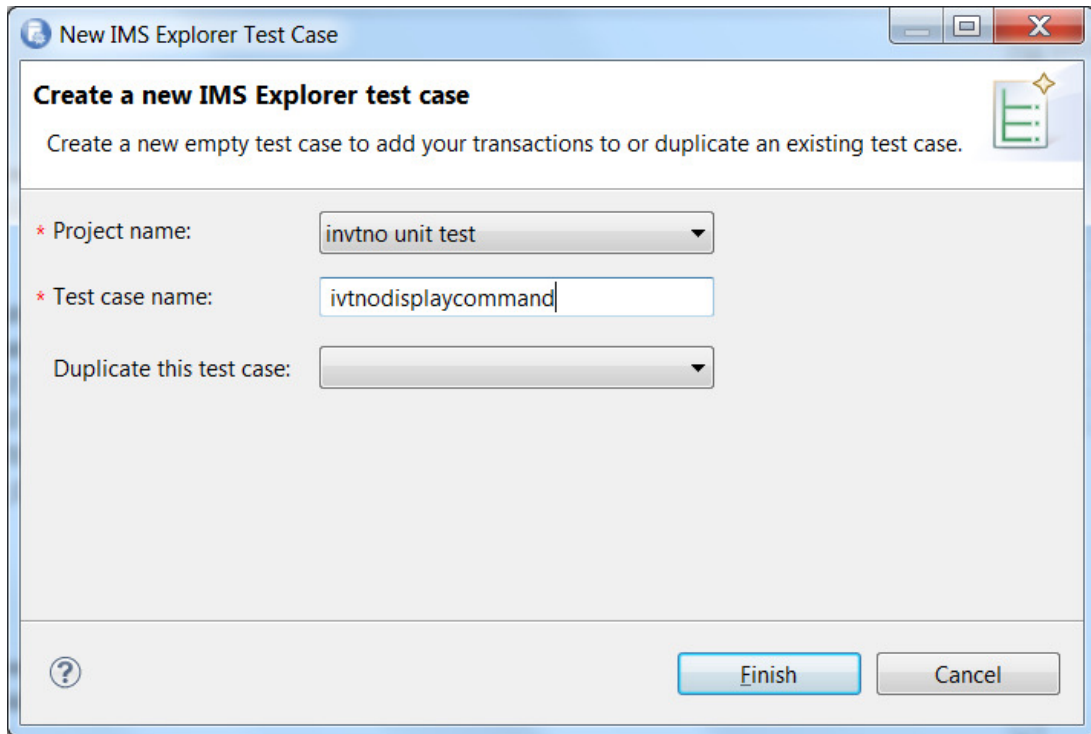 New IMS Explorer Test Case
Create a new IMS Explorer test case
Create a new empty test case to add your transactions to or duplicate an existing test case.
* Project name: invtno unit test
* Test case name: ivtnodisplaycommand
Duplicate this test case:
? Finish Cancel